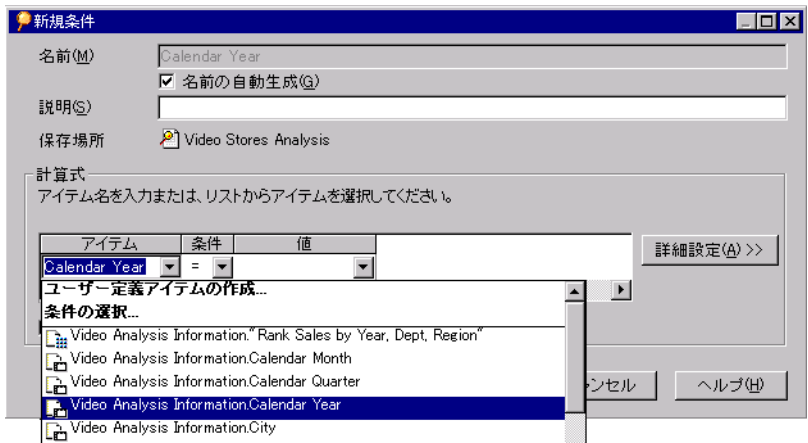 新規条件
名前(M)
Calendar Year
名前の自動生成(G)
説明(S)
保存場所
Video Stores Analysis
計算式
アイテム名を入力または、リストからアイテムを選択してください。
アイテム 条件 値
Calendar Year =
詳細設定(A) >>
ユーザー定義アイテムの作成...
条件の選択...
Video Analysis Information."Rank Sales by Year, Dept, Region"
Video Analysis Information.Calendar Month
Video Analysis Information.Calendar Quarter
ンセル ヘルプ(H)
Video Analysis Information.Calendar Year
Video Analysis Information.City